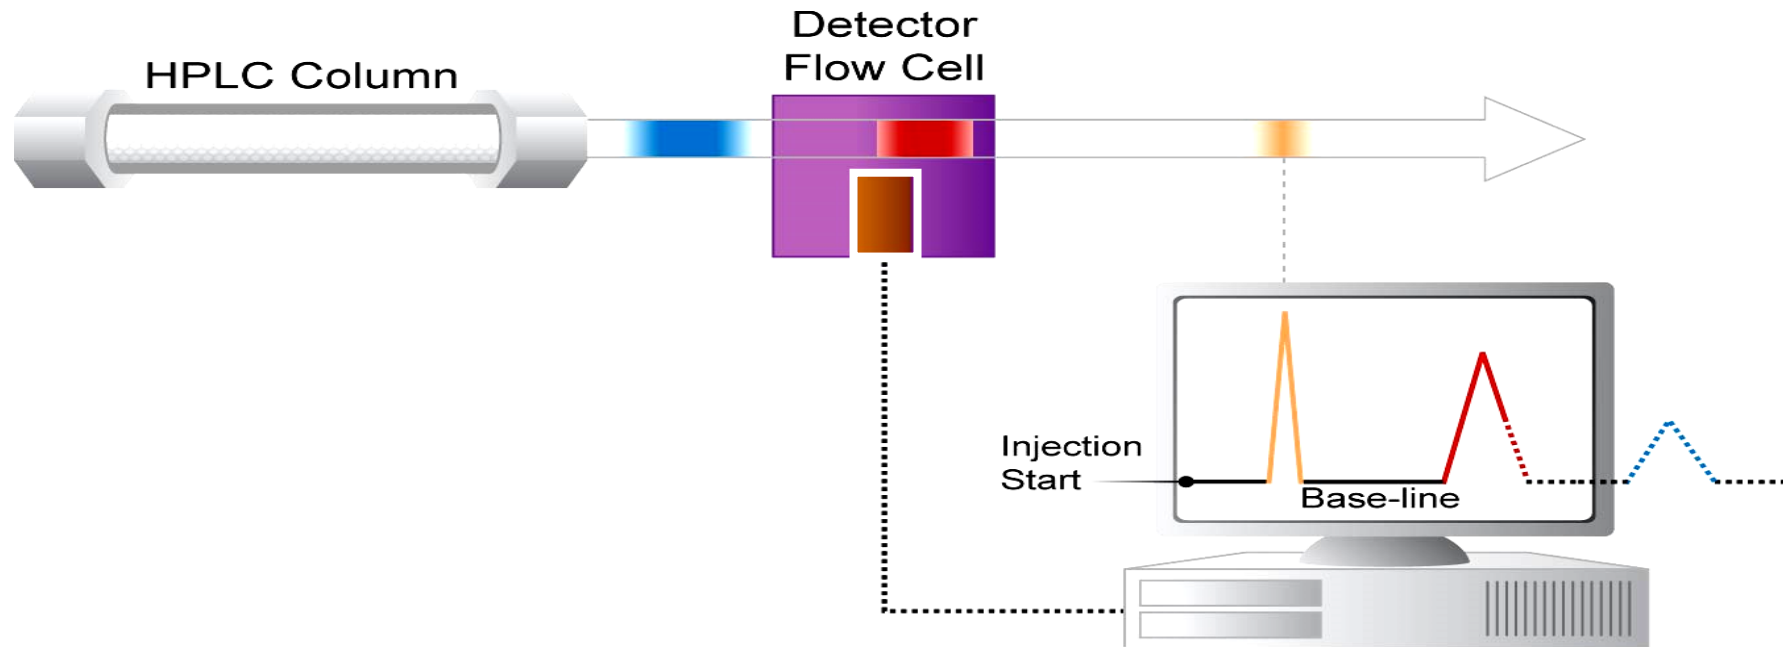 HPLC Column
Detector
Flow Cell
Injection
Start
Base-line